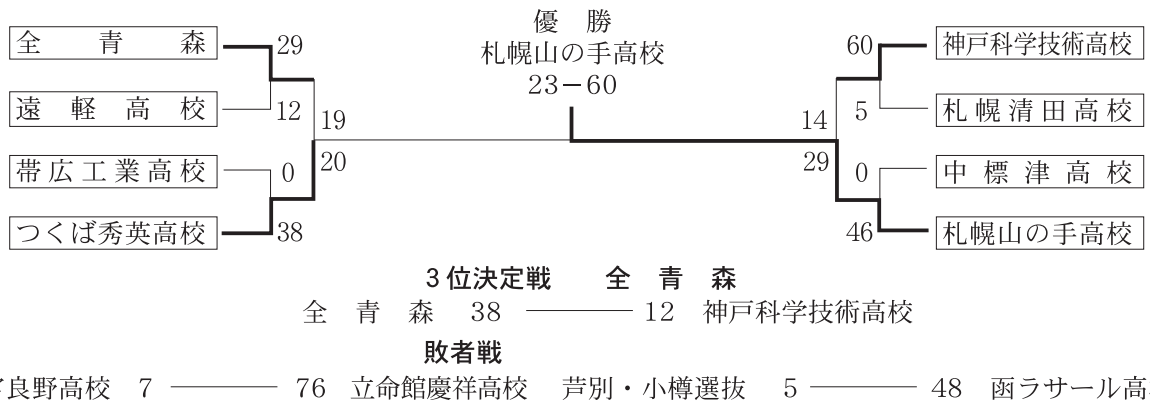 優勝
札幌山の手高校
23－60
全青森 29
遠軽高校 12
19
帯広工業高校 0
20
つくば秀英高校 38
60 神戸科学技術高校
5 札幌清田高校
14
中標津高校 0
29
46 札幌山の手高校
3位決定戦 全青森
全青森 38 ── 12 神戸科学技術高校
敗者戦
良野高校 7 ── 76 立命館慶祥高校 芦別・小樽選抜 5 ── 48 函ラサール高